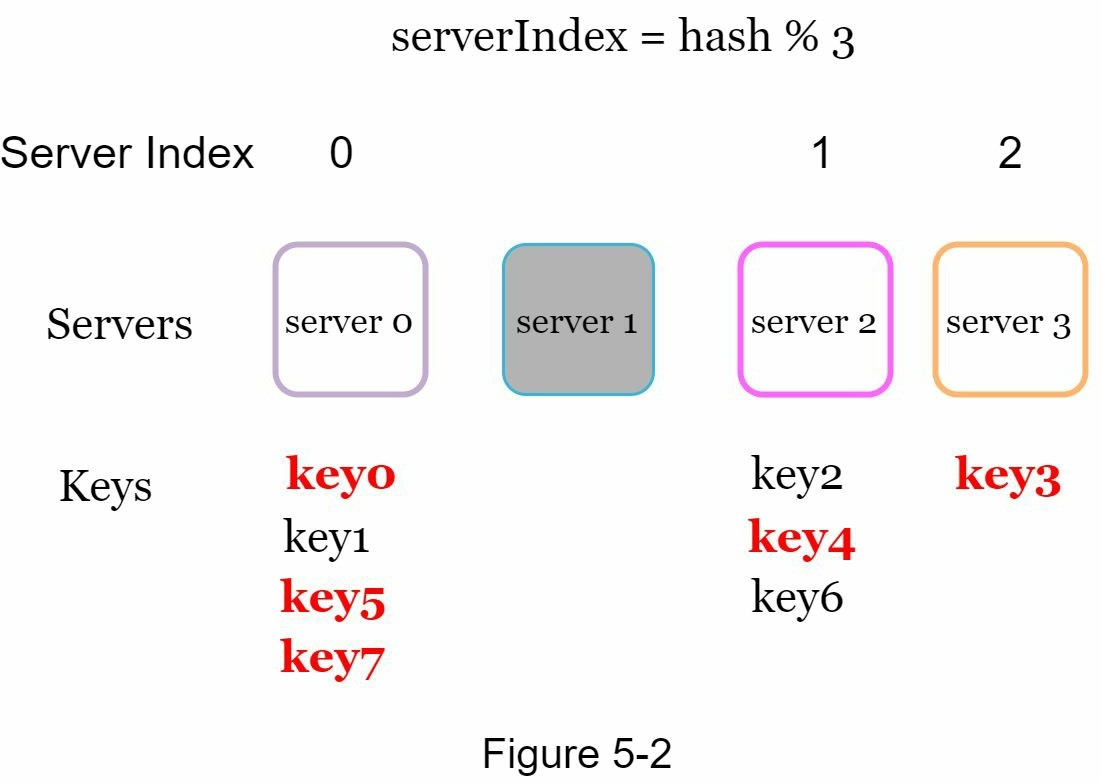 serverIndex = hash % 3
Server Index 0 1 2
Servers server 0 server 1 server 2 server 3
Keys key0 key2 key3
key1 key4
key5 key6
key7
Figure 5-2